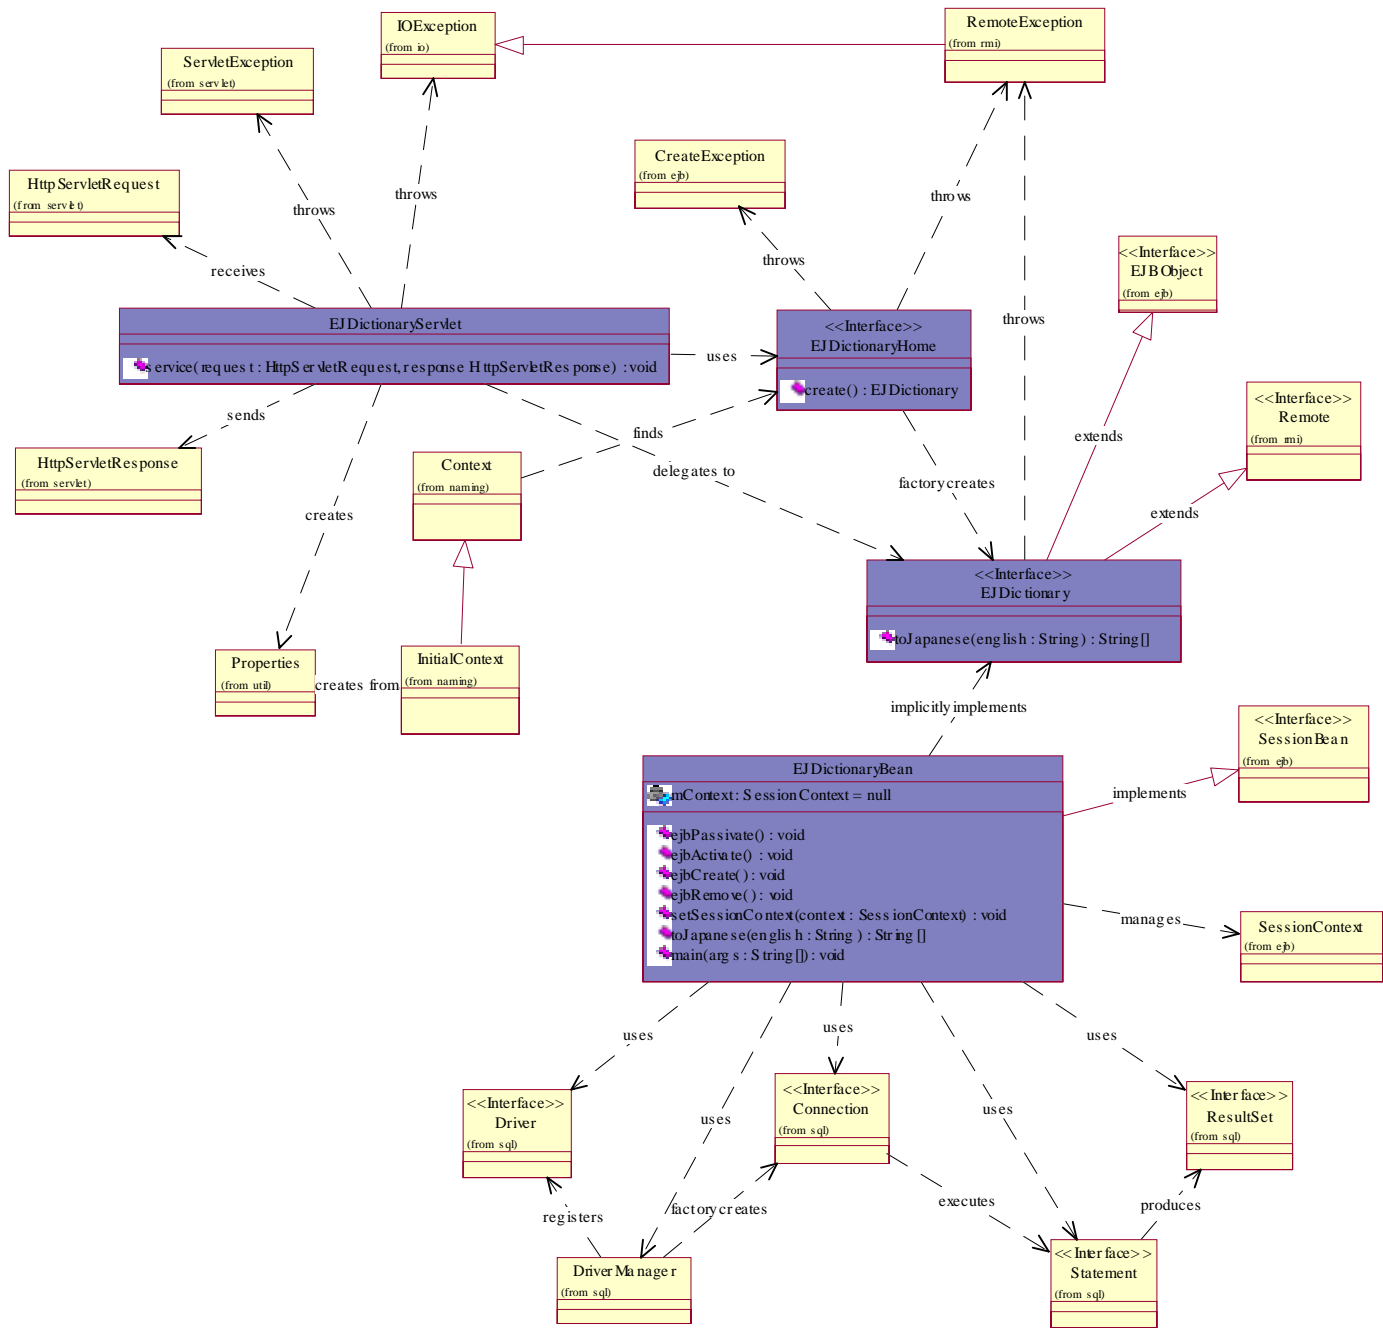 IOException
(from io)
RemoteException
(from rmi)
ServletException
(from servlet)
CreateException
(from ejb)
HttpServletRequest
(from servlet)
throws
throws
throws
receives
throws
<<Interface>>
EJBObject
(from ejb)
EJDictionaryServlet
service(request : HttpServletRequest, response HttpServletResponse) : void
uses
<<Interface>>
EJDictionaryHome
create() : EJDictionary
throws
sends
finds
extends
<<Interface>>
Remote
(from rmi)
HttpServletResponse
(from servlet)
Context
(from naming)
delegates to
factory creates
creates
extends
<<Interface>>
EJDictionary
toJapanese(english : String) : String[]
Properties
(from util)
creates from
InitialContext
(from naming)
implicitly implements
<<Interface>>
SessionBean
(from ejb)
EJDictionaryBean
mContext : SessionContext = null
ejbPassivate() : void
ejbActivate() : void
ejbCreate() : void
ejbRemove() : void
setSessionContext(context : SessionContext) : void
toJapanese(english : String) : String[]
main(args : String[]) : void
implements
manages
SessionContext
(from ejb)
uses
uses
uses
uses
uses
<<Interface>>
Driver
(from sql)
<<Interface>>
Connection
(from sql)
<<Interface>>
ResultSet
(from sql)
registers
factory creates
executes
produces
DriverManager
(from sql)
<<Interface>>
Statement
(from sql)